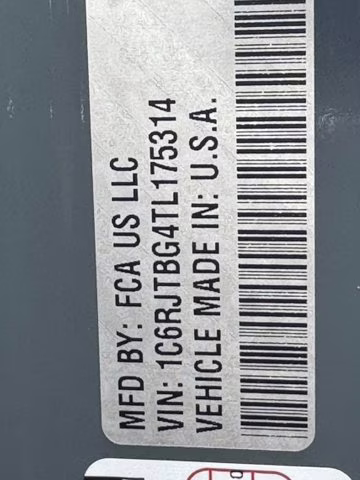 MFD BY: FCA US LLC
VIN: 1C6RJTBG4TL175314
VEHICLE MADE IN: U.S.A.